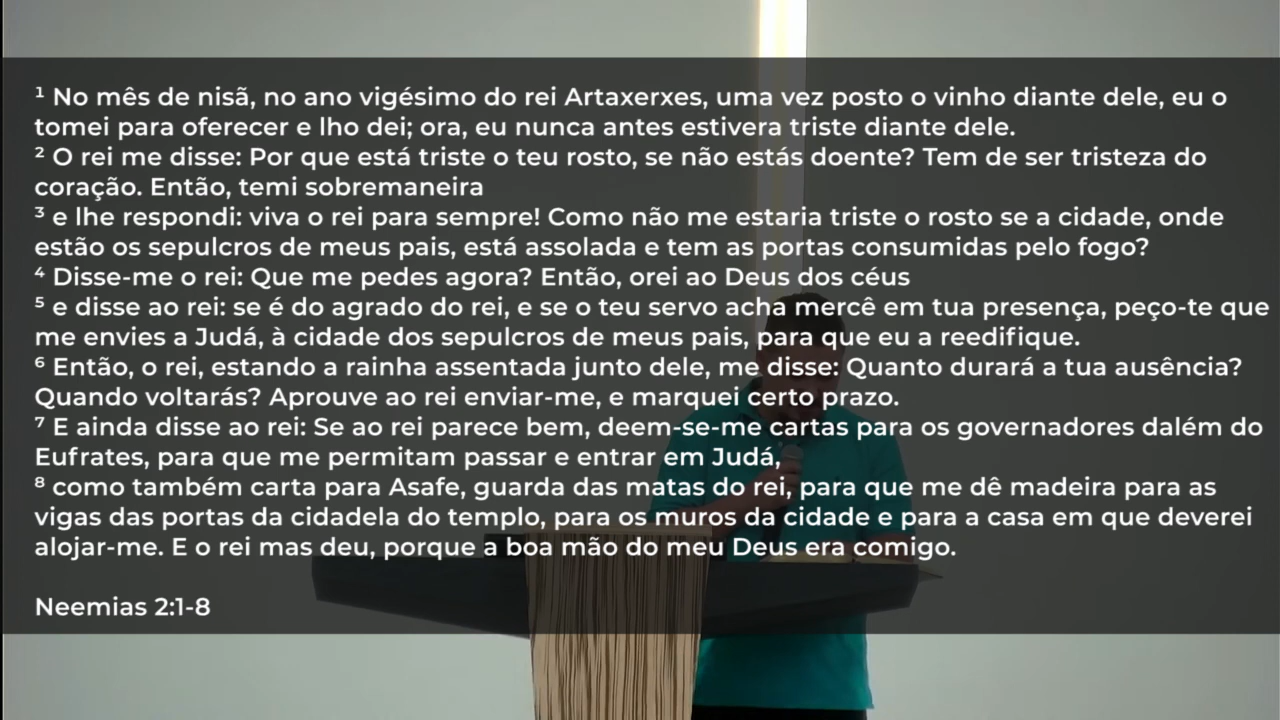 ¹ No mês de nisã, no ano vigésimo do rei Artaxerxes, uma vez posto o vinho diante dele, eu o
tomei para oferecer e lho dei; ora, eu nunca antes estivera triste diante dele.
² O rei me disse: Por que está triste o teu rosto, se não estás doente? Tem de ser tristeza do
coração. Então, temi sobremaneira
³ e lhe respondi: viva o rei para sempre! Como não me estaria triste o rosto se a cidade, onde
estão os sepulcros de meus pais, está assolada e tem as portas consumidas pelo fogo?
⁴ Disse-me o rei: Que me pedes agora? Então, orei ao Deus dos céus
⁵ e disse ao rei: se é do agrado do rei, e se o teu servo acha mercê em tua presença, peço-te que
me envies a Judá, à cidade dos sepulcros de meus pais, para que eu a reedifique.
⁶ Então, o rei, estando a rainha assentada junto dele, me disse: Quanto durará a tua ausência?
Quando voltarás? Aprouve ao rei enviar-me, e marquei certo prazo.
⁷ E ainda disse ao rei: Se ao rei parece bem, deem-se-me cartas para os governadores dalém do
Eufrates, para que me permitam passar e entrar em Judá,
⁸ como também carta para Asafe, guarda das matas do rei, para que me dê madeira para as
vigas das portas da cidadela do templo, para os muros da cidade e para a casa em que deverei
alojar-me. E o rei mas deu, porque a boa mão do meu Deus era comigo.
Neemias 2:1-8